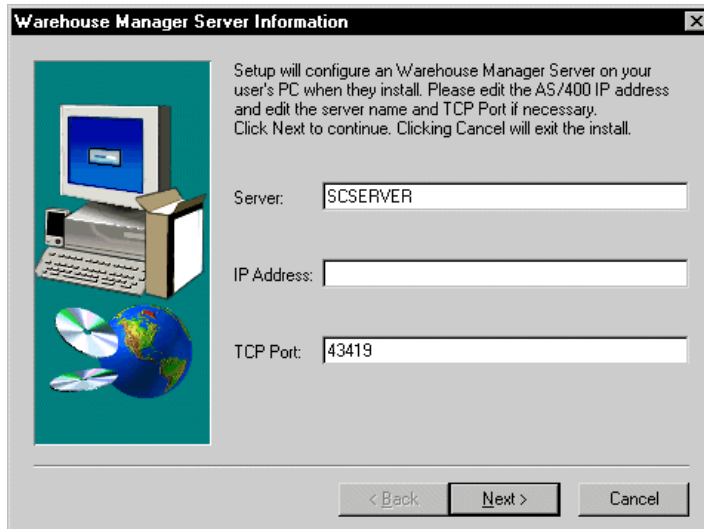 Warehouse Manager Server Information
Setup will configure an Warehouse Manager Server on your
user's PC when they install. Please edit the AS/400 IP address
and edit the server name and TCP Port if necessary.
Click Next to continue. Clicking Cancel will exit the install.
Server: SCSERVER
IP Address:
TCP Port: 43419
< Back Next > Cancel